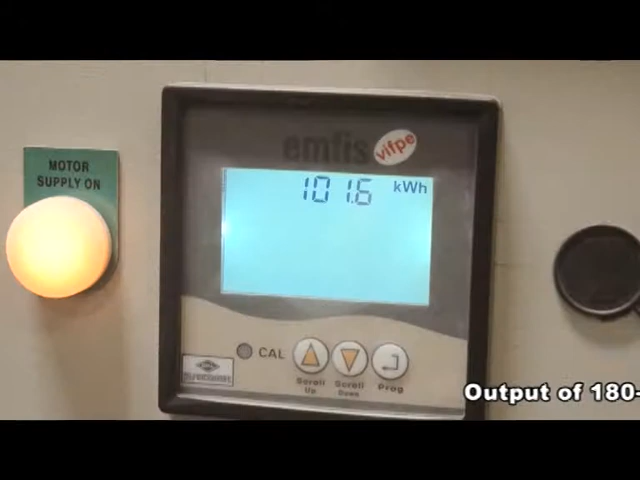 emfis
vifpe
MOTOR
SUPPLY ON
101.6 kWh
CAL
Scroll
Up
Scroll
Down
Prog
Output of 180-